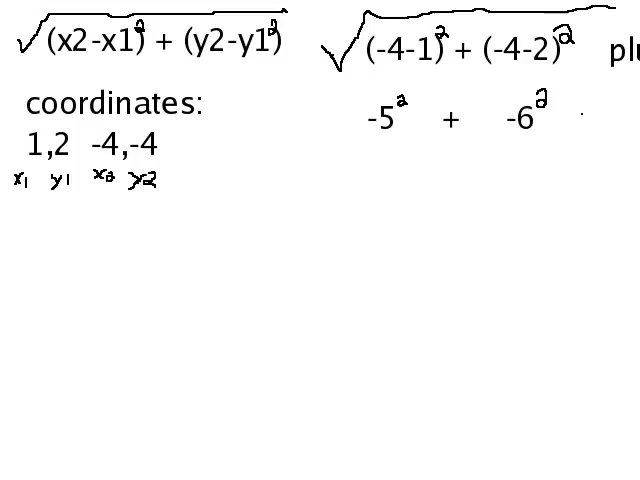 √(x2-x1)² + (y2-y1)²
√(-4-1)² + (-4-2)²
coordinates:
-5² + -6²
1,2 -4,-4
x1 y1 x2 y2